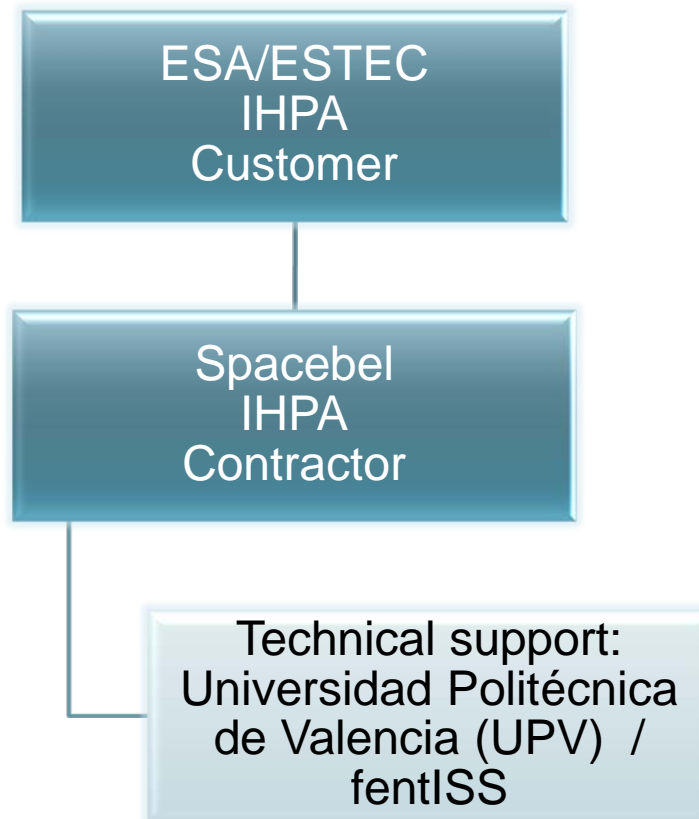 ESA/ESTEC
IHPA
Customer
Spacebel
IHPA
Contractor
Technical support:
Universidad Politécnica
de Valencia (UPV) /
fentISS